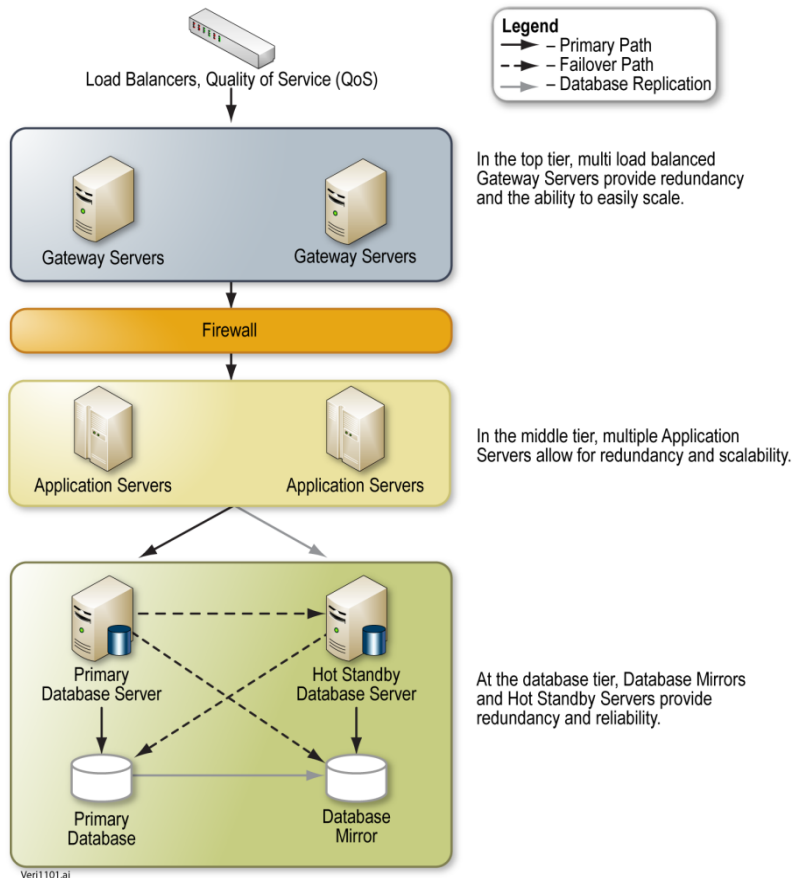 Load Balancers, Quality of Service (QoS)
Legend
– Primary Path
– Failover Path
– Database Replication
Gateway Servers
Gateway Servers
In the top tier, multi load balanced
Gateway Servers provide redundancy
and the ability to easily scale.
Firewall
Application Servers
Application Servers
In the middle tier, multiple Application
Servers allow for redundancy and scalability.
Primary
Database Server
Hot Standby
Database Server
At the database tier, Database Mirrors
and Hot Standby Servers provide
redundancy and reliability.
Primary
Database
Database
Mirror
Veri1101.ai